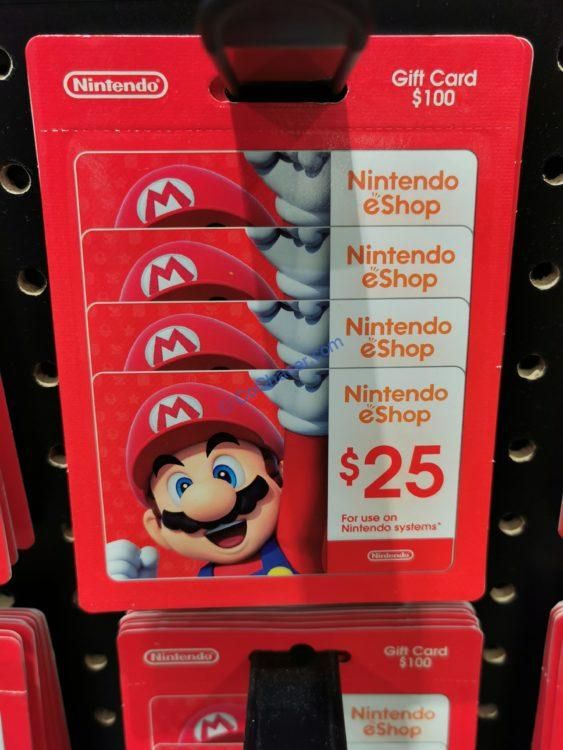 Nintendo
Gift Card
$100
M
Nintendo
eShop
M
Nintendo
eShop
M
Nintendo
eShop
M
Nintendo
eShop
$25
For use on
Nintendo systems*
Nintendo
Nintendo
Gift Card
$100
M
Nintendo
eShop